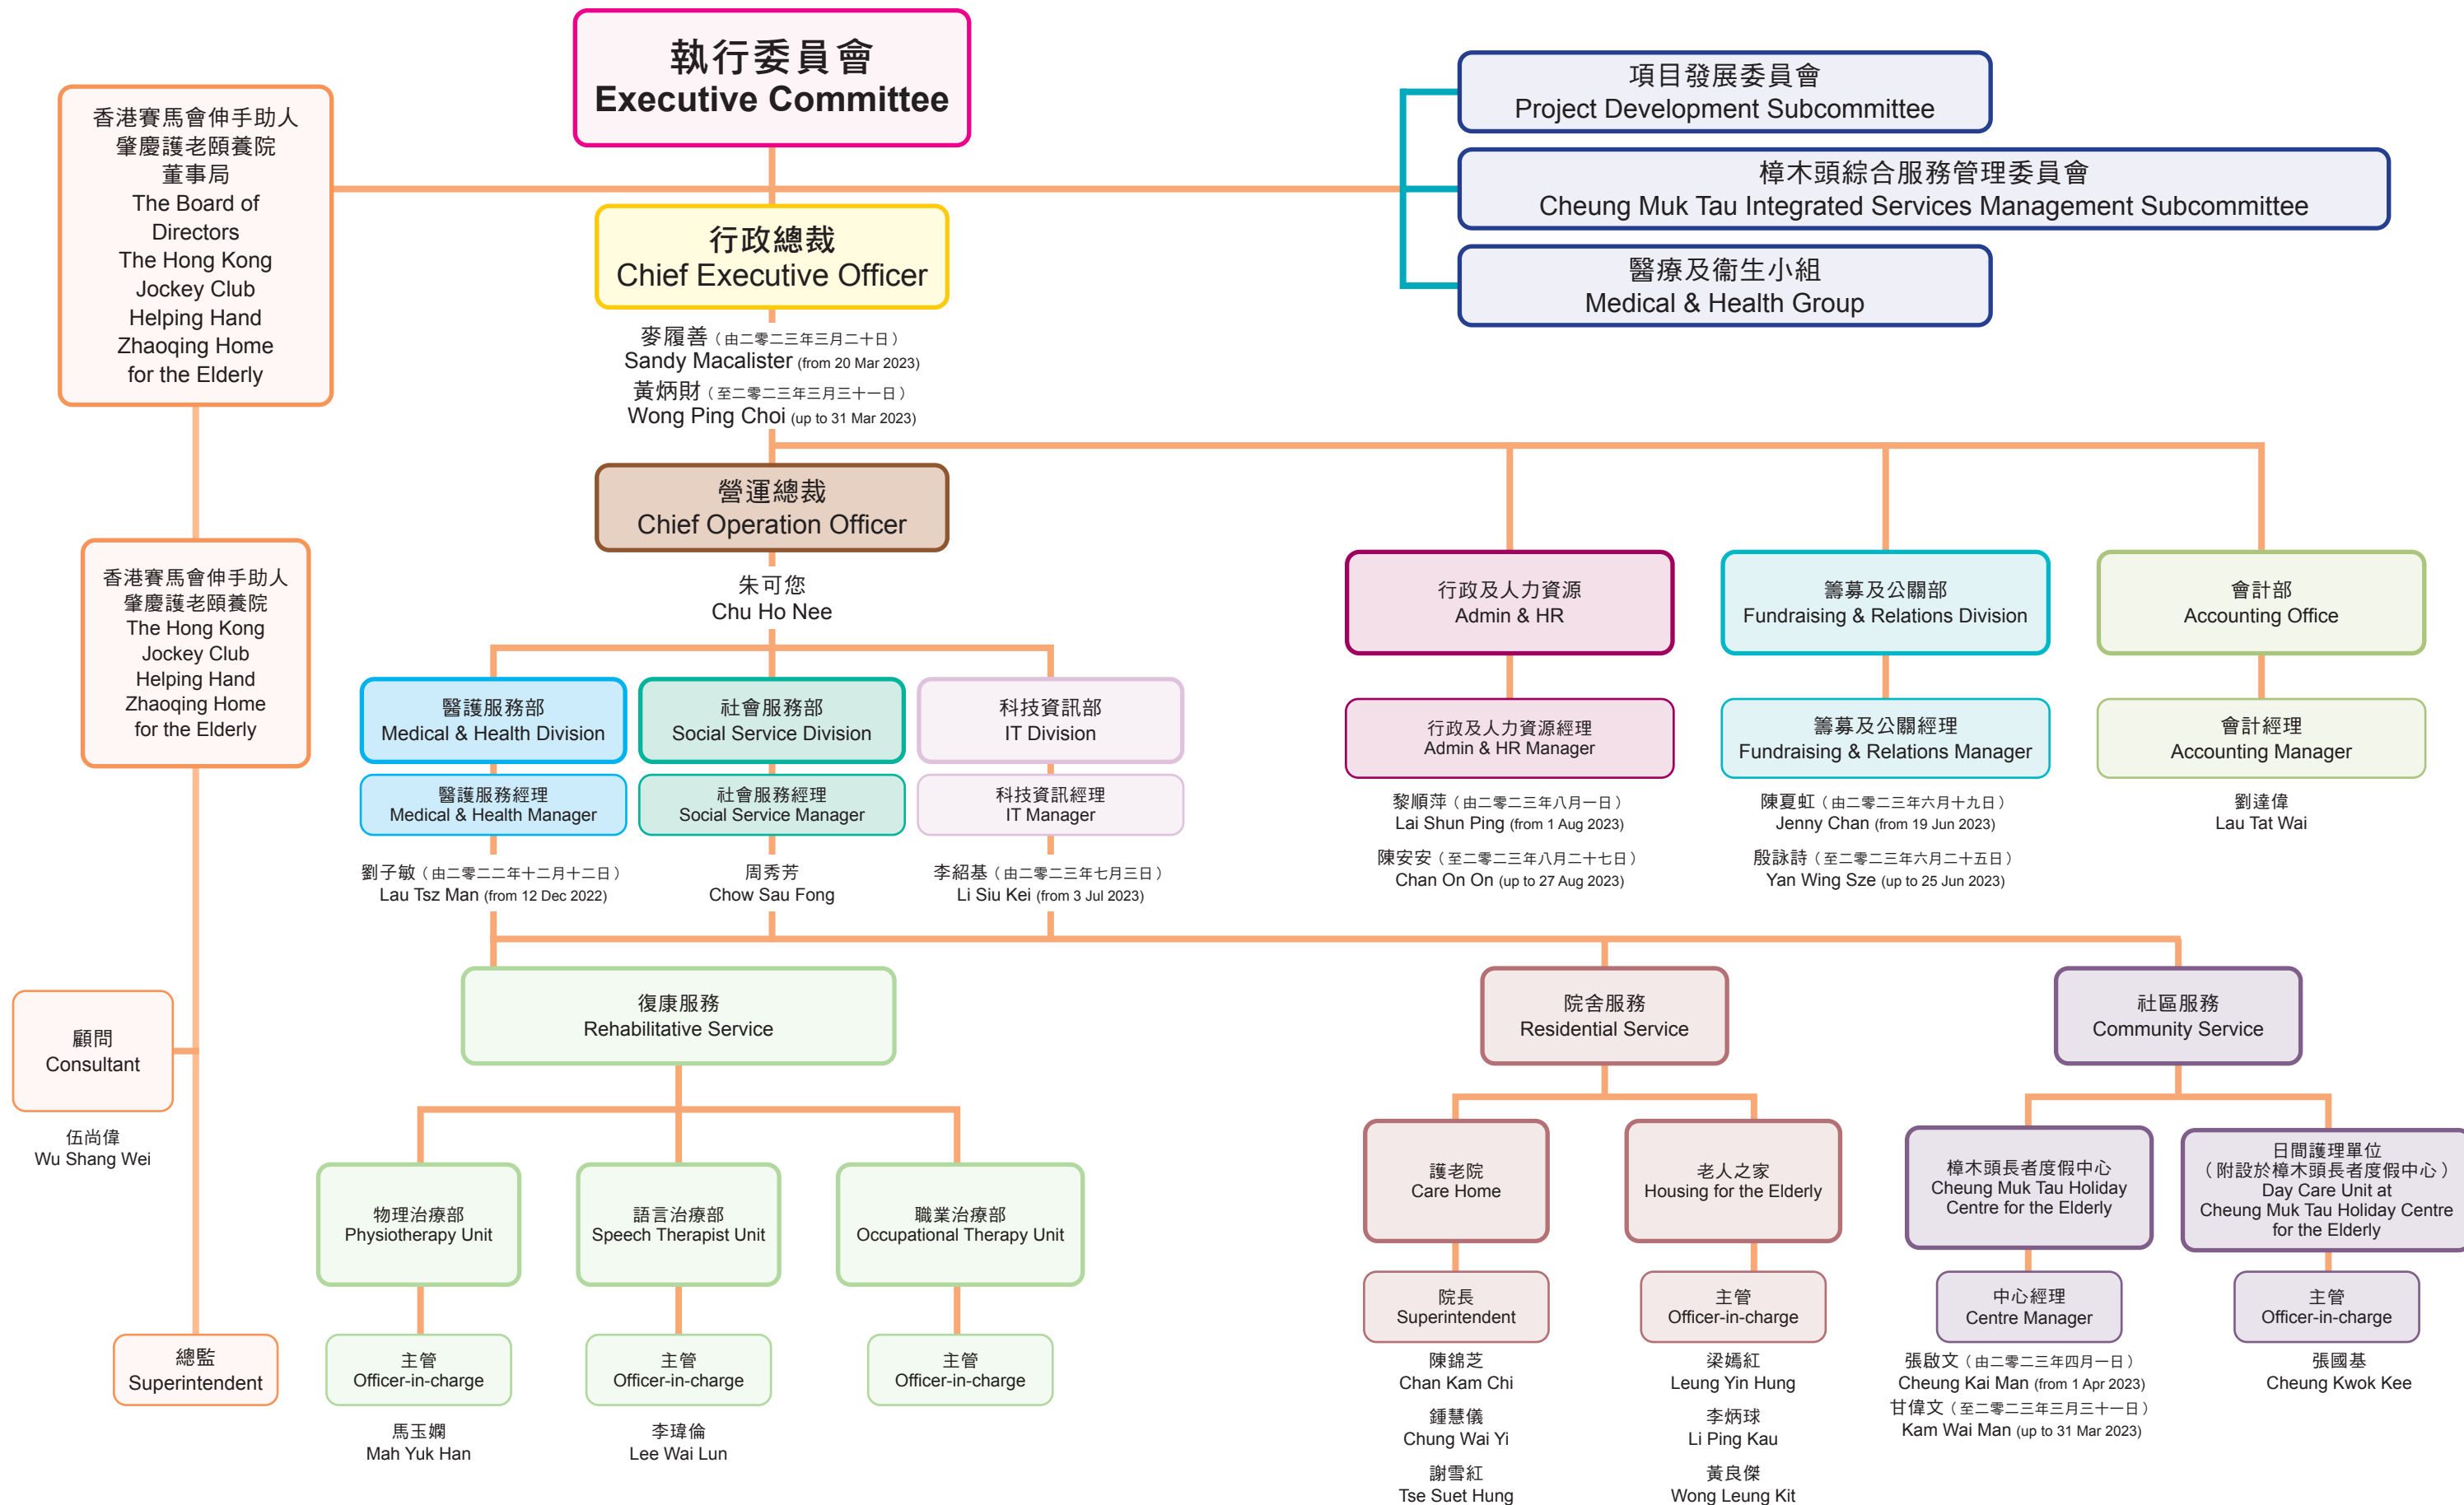 執行委員會
Executive Committee
香港賽馬會伸手助人
肇慶護老頤養院
董事局
The Board of
Directors
The Hong Kong
Jockey Club
Helping Hand
Zhaoqing Home
for the Elderly
項目發展委員會
Project Development Subcommittee
樟木頭綜合服務管理委員會
Cheung Muk Tau Integrated Services Management Subcommittee
醫療及衞生小組
Medical & Health Group
行政總裁
Chief Executive Officer
麥履善（由二零二三年三月二十日）
Sandy Macalister (from 20 Mar 2023)
黃炳財（至二零二三年三月三十一日）
Wong Ping Choi (up to 31 Mar 2023)
營運總裁
Chief Operation Officer
朱可您
Chu Ho Nee
香港賽馬會伸手助人
肇慶護老頤養院
The Hong Kong
Jockey Club
Helping Hand
Zhaoqing Home
for the Elderly
行政及人力資源
Admin & HR
籌募及公關部
Fundraising & Relations Division
會計部
Accounting Office
醫護服務部
Medical & Health Division
社會服務部
Social Service Division
科技資訊部
IT Division
行政及人力資源經理
Admin & HR Manager
籌募及公關經理
Fundraising & Relations Manager
會計經理
Accounting Manager
醫護服務經理
Medical & Health Manager
社會服務經理
Social Service Manager
科技資訊經理
IT Manager
黎順萍（由二零二三年八月一日）
Lai Shun Ping (from 1 Aug 2023)
陳安安（至二零二三年八月二十七日）
Chan On On (up to 27 Aug 2023)
陳夏虹（由二零二三年六月十九日）
Jenny Chan (from 19 Jun 2023)
殷詠詩（至二零二三年六月二十五日）
Yan Wing Sze (up to 25 Jun 2023)
劉達偉
Lau Tat Wai
劉子敏（由二零二二年十二月十二日）
Lau Tsz Man (from 12 Dec 2022)
周秀芳
Chow Sau Fong
李紹基（由二零二三年七月三日）
Li Siu Kei (from 3 Jul 2023)
顧問
Consultant
伍尚偉
Wu Shang Wei
總監
Superintendent
復康服務
Rehabilitative Service
院舍服務
Residential Service
社區服務
Community Service
物理治療部
Physiotherapy Unit
語言治療部
Speech Therapist Unit
職業治療部
Occupational Therapy Unit
護老院
Care Home
老人之家
Housing for the Elderly
樟木頭長者度假中心
Cheung Muk Tau Holiday
Centre for the Elderly
日間護理單位
（附設於樟木頭長者度假中心）
Day Care Unit at
Cheung Muk Tau Holiday Centre
for the Elderly
主管
Officer-in-charge
馬玉嫻
Mah Yuk Han
主管
Officer-in-charge
李瑋倫
Lee Wai Lun
主管
Officer-in-charge
院長
Superintendent
陳錦芝
Chan Kam Chi
鍾慧儀
Chung Wai Yi
謝雪紅
Tse Suet Hung
主管
Officer-in-charge
梁嫣紅
Leung Yin Hung
李炳球
Li Ping Kau
黃良傑
Wong Leung Kit
中心經理
Centre Manager
張啟文（由二零二三年四月一日）
Cheung Kai Man (from 1 Apr 2023)
甘偉文（至二零二三年三月三十一日）
Kam Wai Man (up to 31 Mar 2023)
主管
Officer-in-charge
張國基
Cheung Kwok Kee